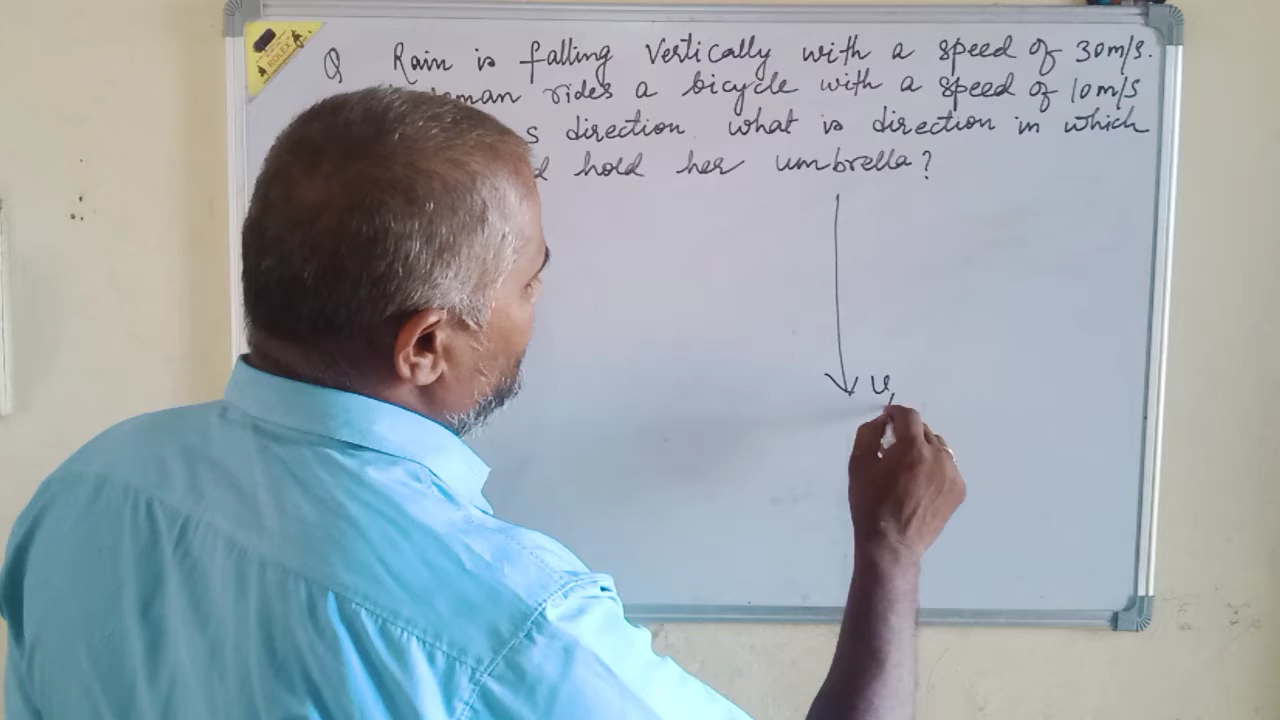 Q Rain is falling vertically with a speed of 30m/s.
rides a bicycle with a speed of 10m/s
direction. what is direction in which
hold her umbrella?
ROLEX
v